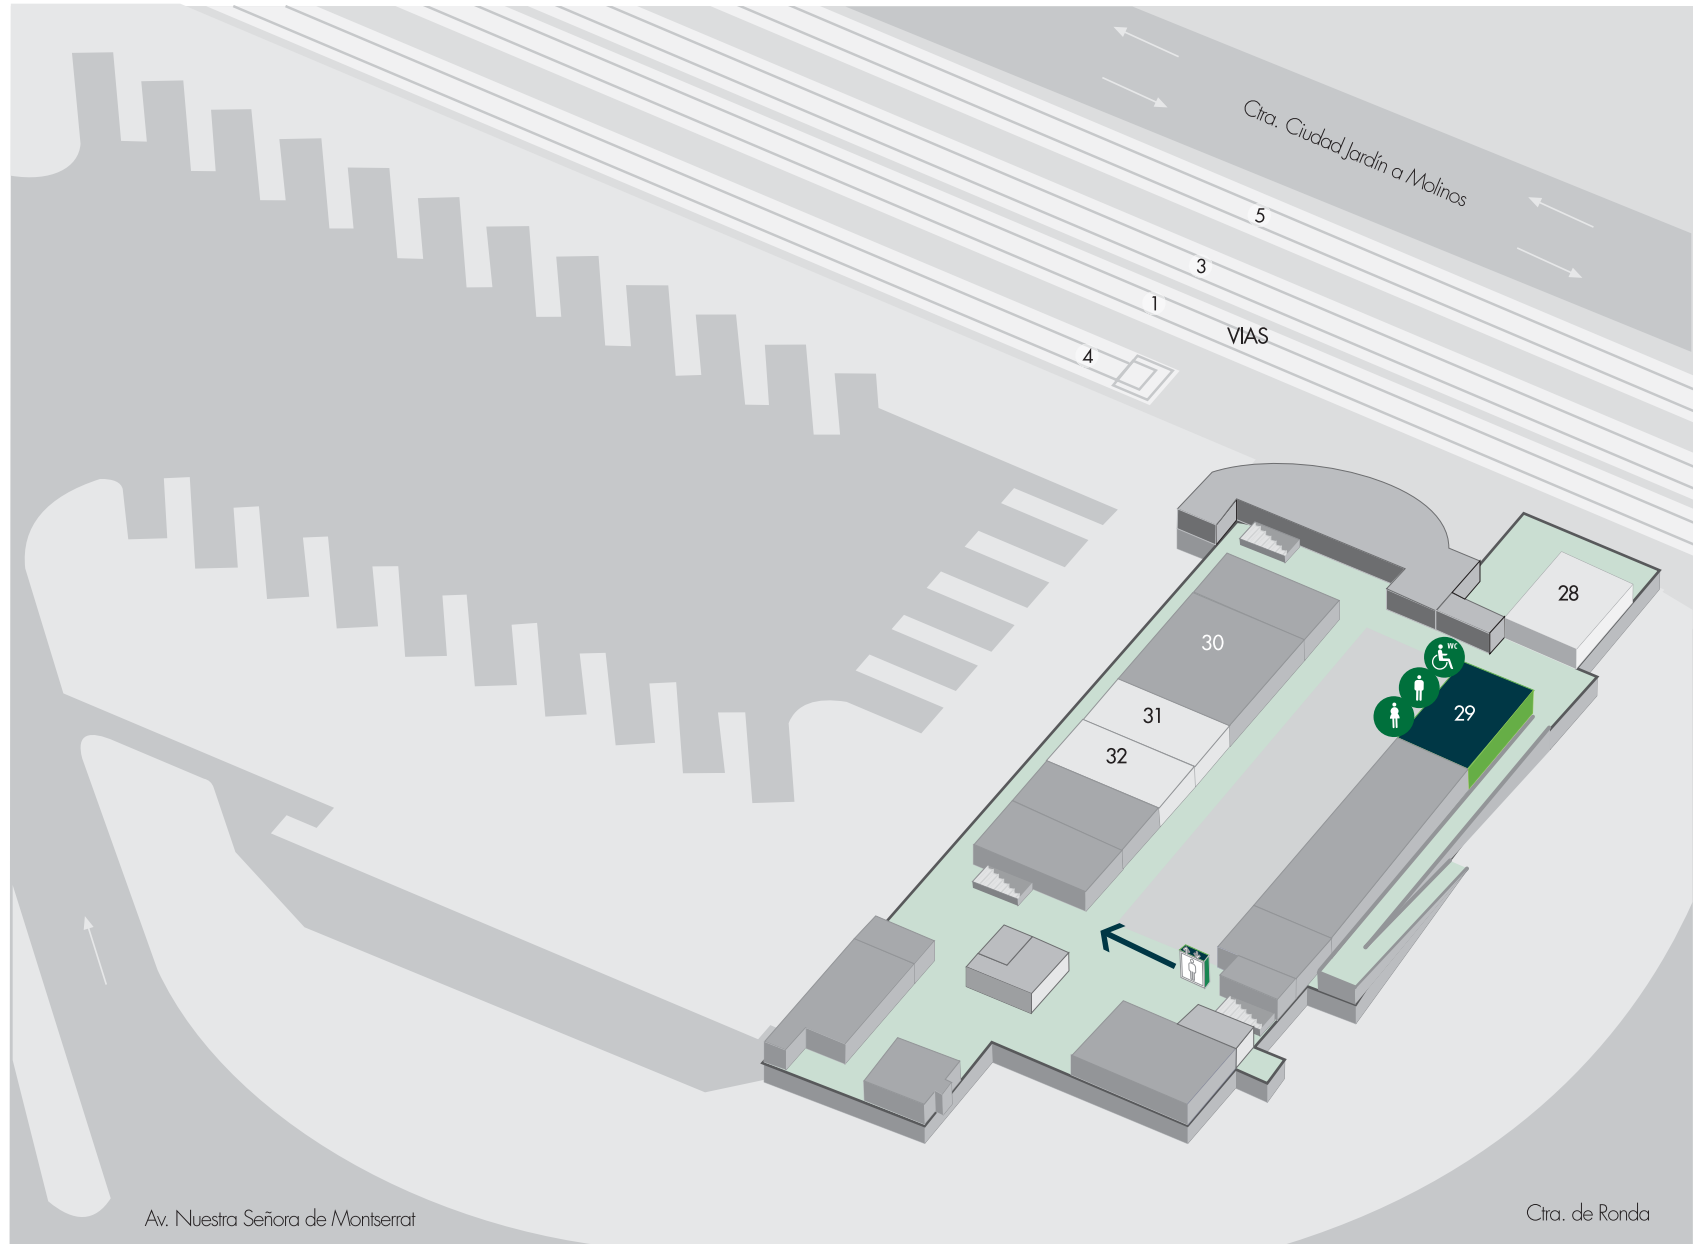 Ctra. Ciudad Jardín a Molinos
5
3
1
VIAS
4
28
WC
30
29
31
32
Av. Nuestra Señora de Montserrat
Ctra. de Ronda